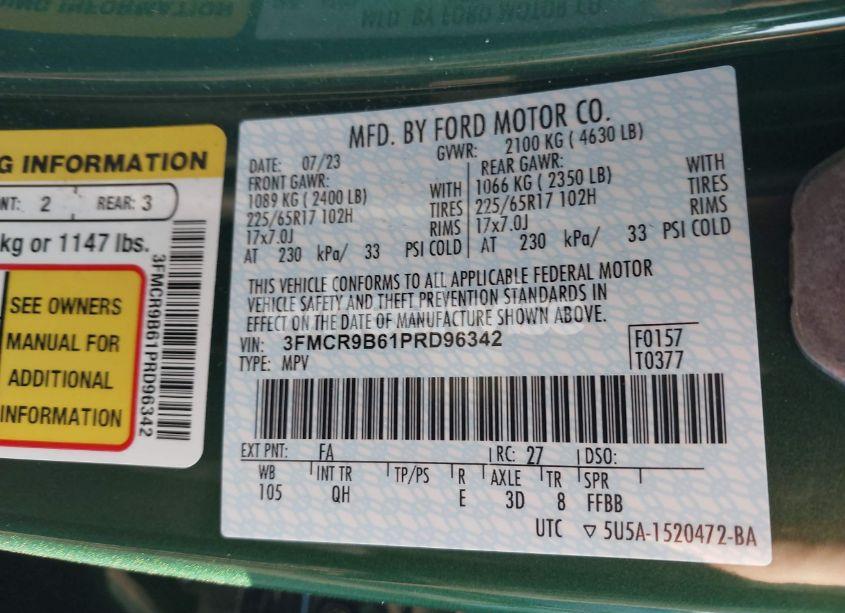 MFD. BY FORD MOTOR CO.
G INFORMATION
NT: 2 REAR: 3
kg or 1147 lbs.
SEE OWNERS
MANUAL FOR
ADDITIONAL
INFORMATION
3FMCR9B61PRD96342
MFD. BY FORD MOTOR CO.
DATE: 07/23 GVWR: 2100 KG ( 4630 LB)
FRONT GAWR: REAR GAWR:
1089 KG ( 2400 LB) WITH 1066 KG ( 2350 LB) WITH
225/65R17 102H TIRES 225/65R17 102H TIRES
17x7.0J RIMS 17x7.0J RIMS
AT 230 kPa/ 33 PSI COLD AT 230 kPa/ 33 PSI COLD
THIS VEHICLE CONFORMS TO ALL APPLICABLE FEDERAL MOTOR
VEHICLE SAFETY AND THEFT PREVENTION STANDARDS IN
EFFECT ON THE DATE OF MANUFACTURE SHOWN ABOVE.
VIN: 3FMCR9B61PRD96342 F0157
TYPE: MPV T0377
EXT PNT: FA RC: 27 DSO:
WB INT TR TP/PS R AXLE TR SPR
105 QH E 3D 8 FFBB
UTC ▽ 5U5A-1520472-BA